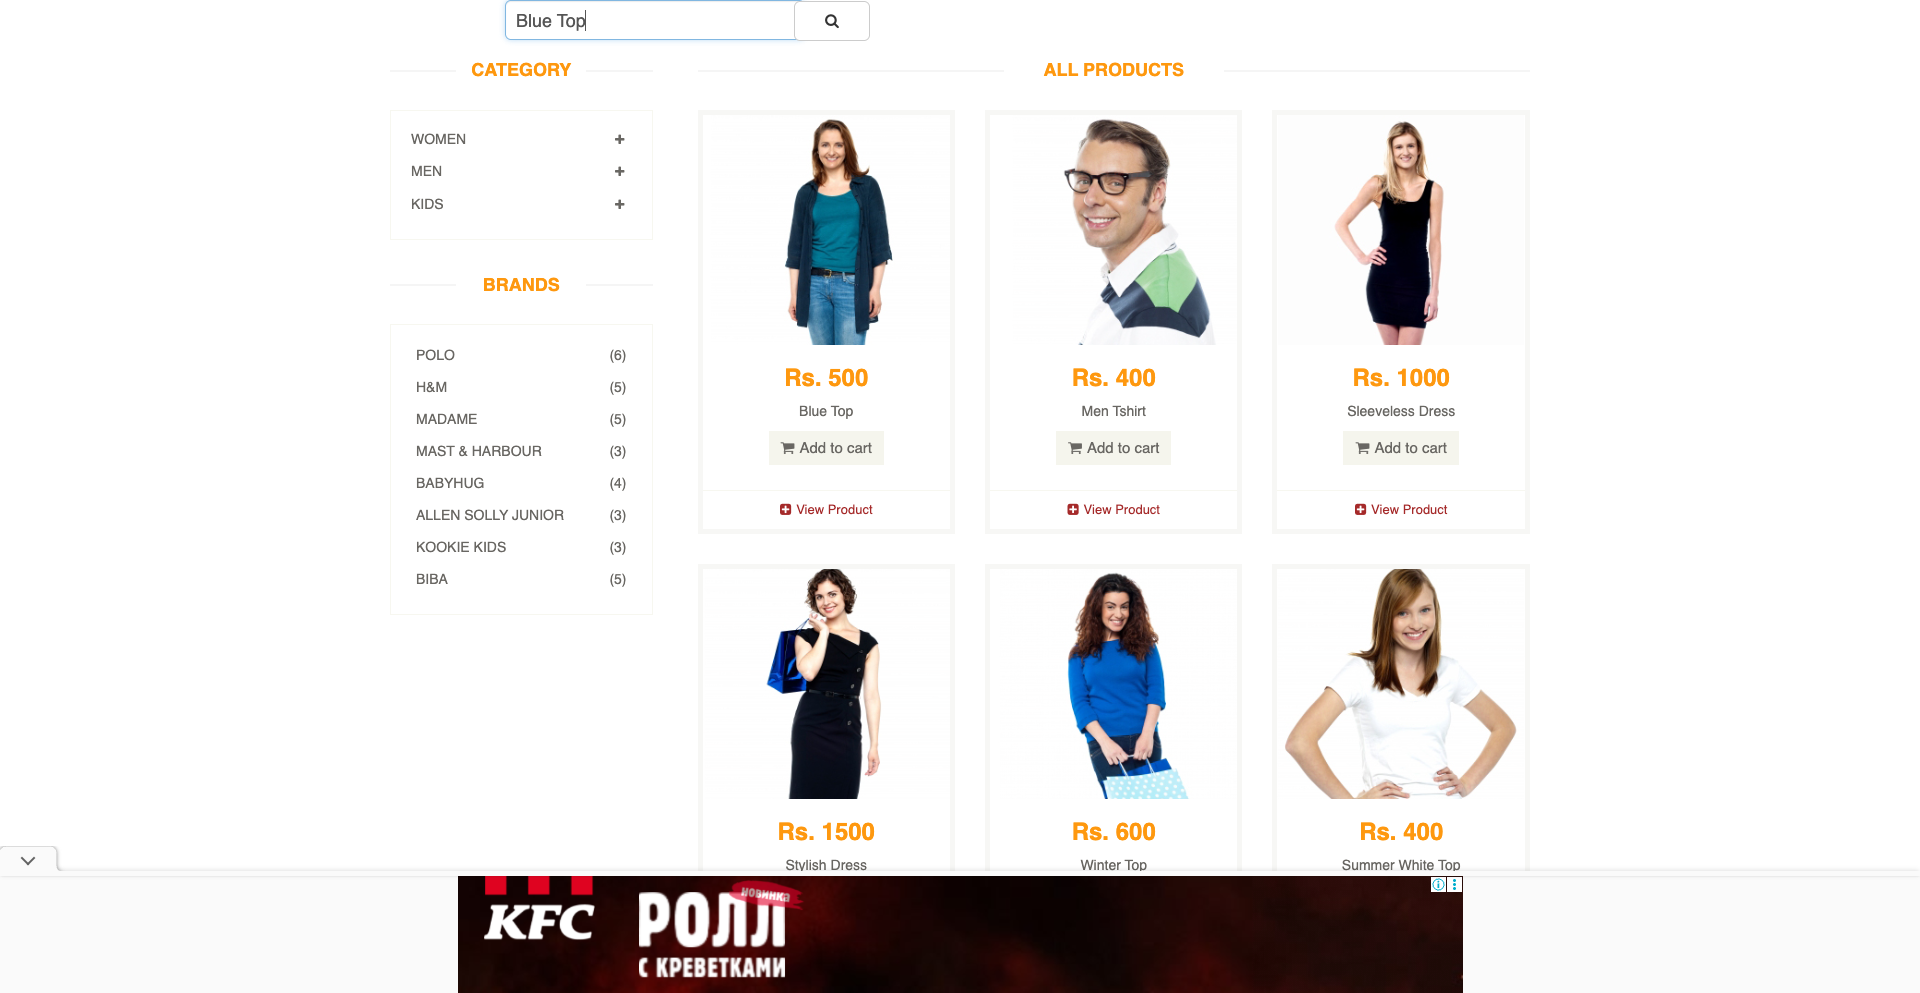 Blue Top
CATEGORY
WOMEN
MEN
KIDS
BRANDS
POLO (6)
H&M (5)
MADAME (5)
MAST & HARBOUR (3)
BABYHUG (4)
ALLEN SOLLY JUNIOR (3)
KOOKIE KIDS (3)
BIBA (5)
ALL PRODUCTS
Rs. 500
Blue Top
Add to cart
View Product
Rs. 400
Men Tshirt
Add to cart
View Product
Rs. 1000
Sleeveless Dress
Add to cart
View Product
Rs. 1500
Stylish Dress
Rs. 600
Winter Top
Rs. 400
Summer White Top
KFC
НОВИНКА
РОЛЛ
С КРЕВЕТКАМИ